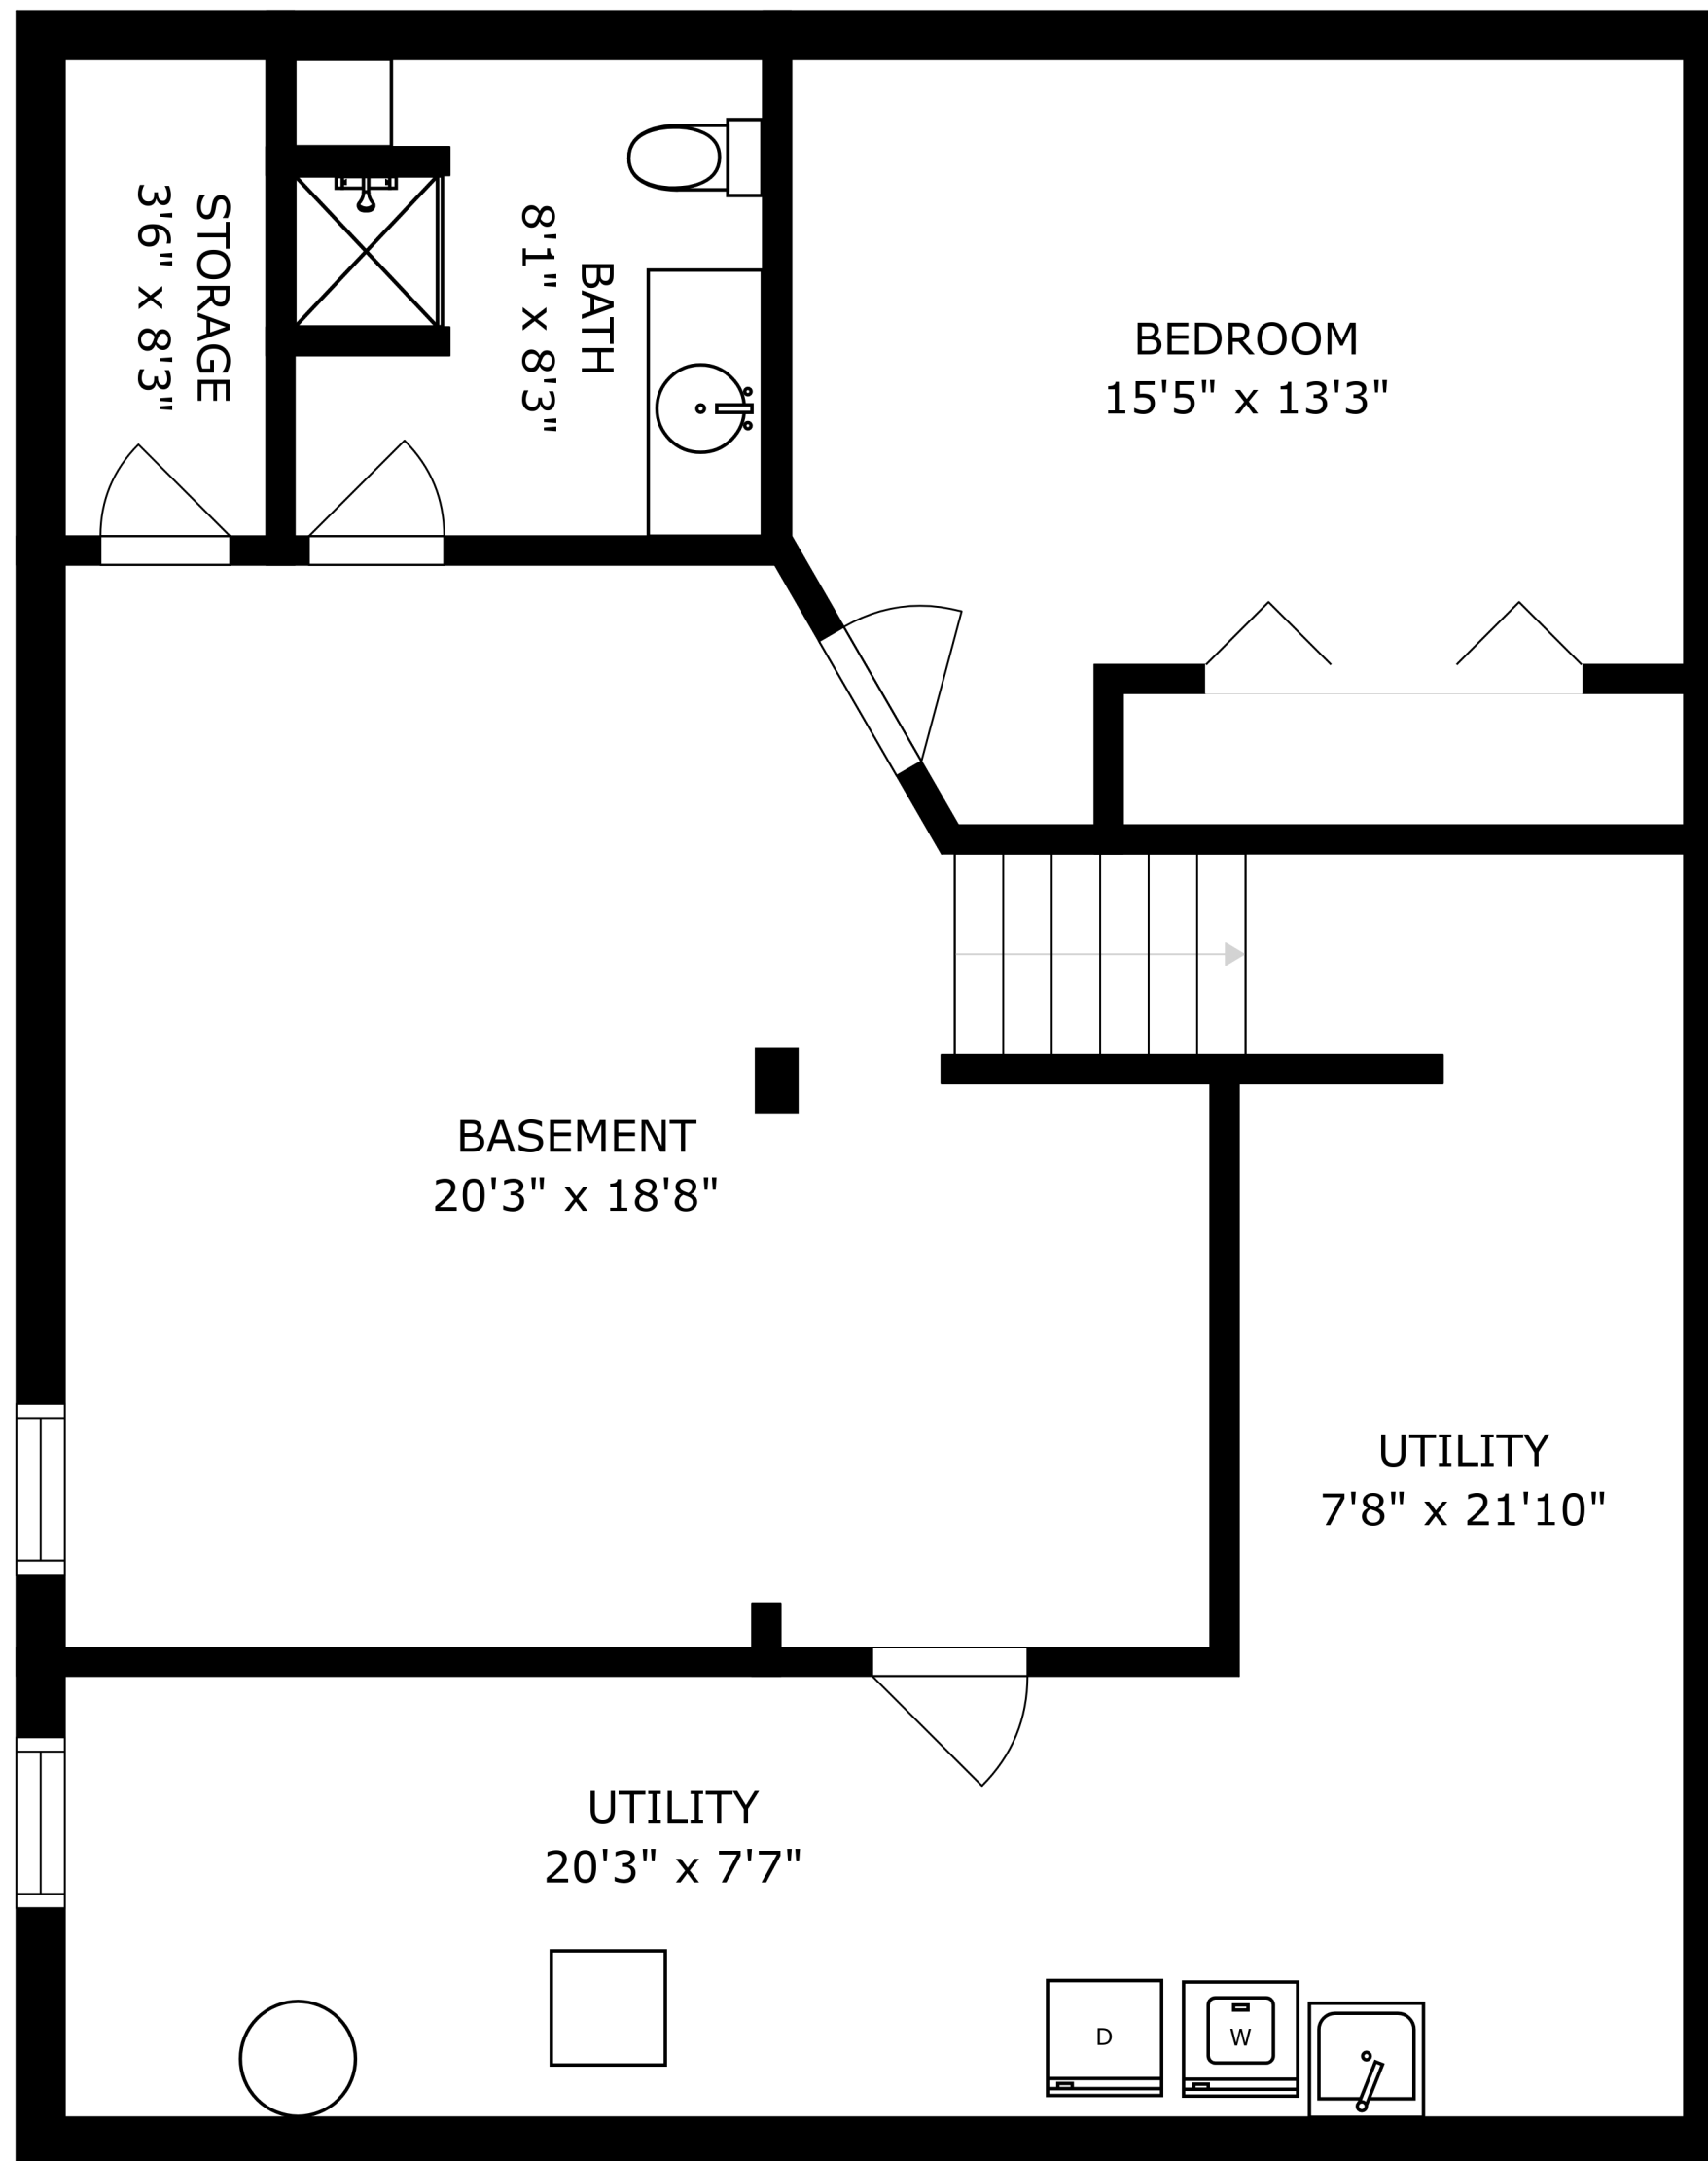 STORAGE
3'6" x 8'3"
BATH
8'1" x 8'3"
BEDROOM
15'5" x 13'3"
BASEMENT
20'3" x 18'8"
UTILITY
7'8" x 21'10"
UTILITY
20'3" x 7'7"
D
W